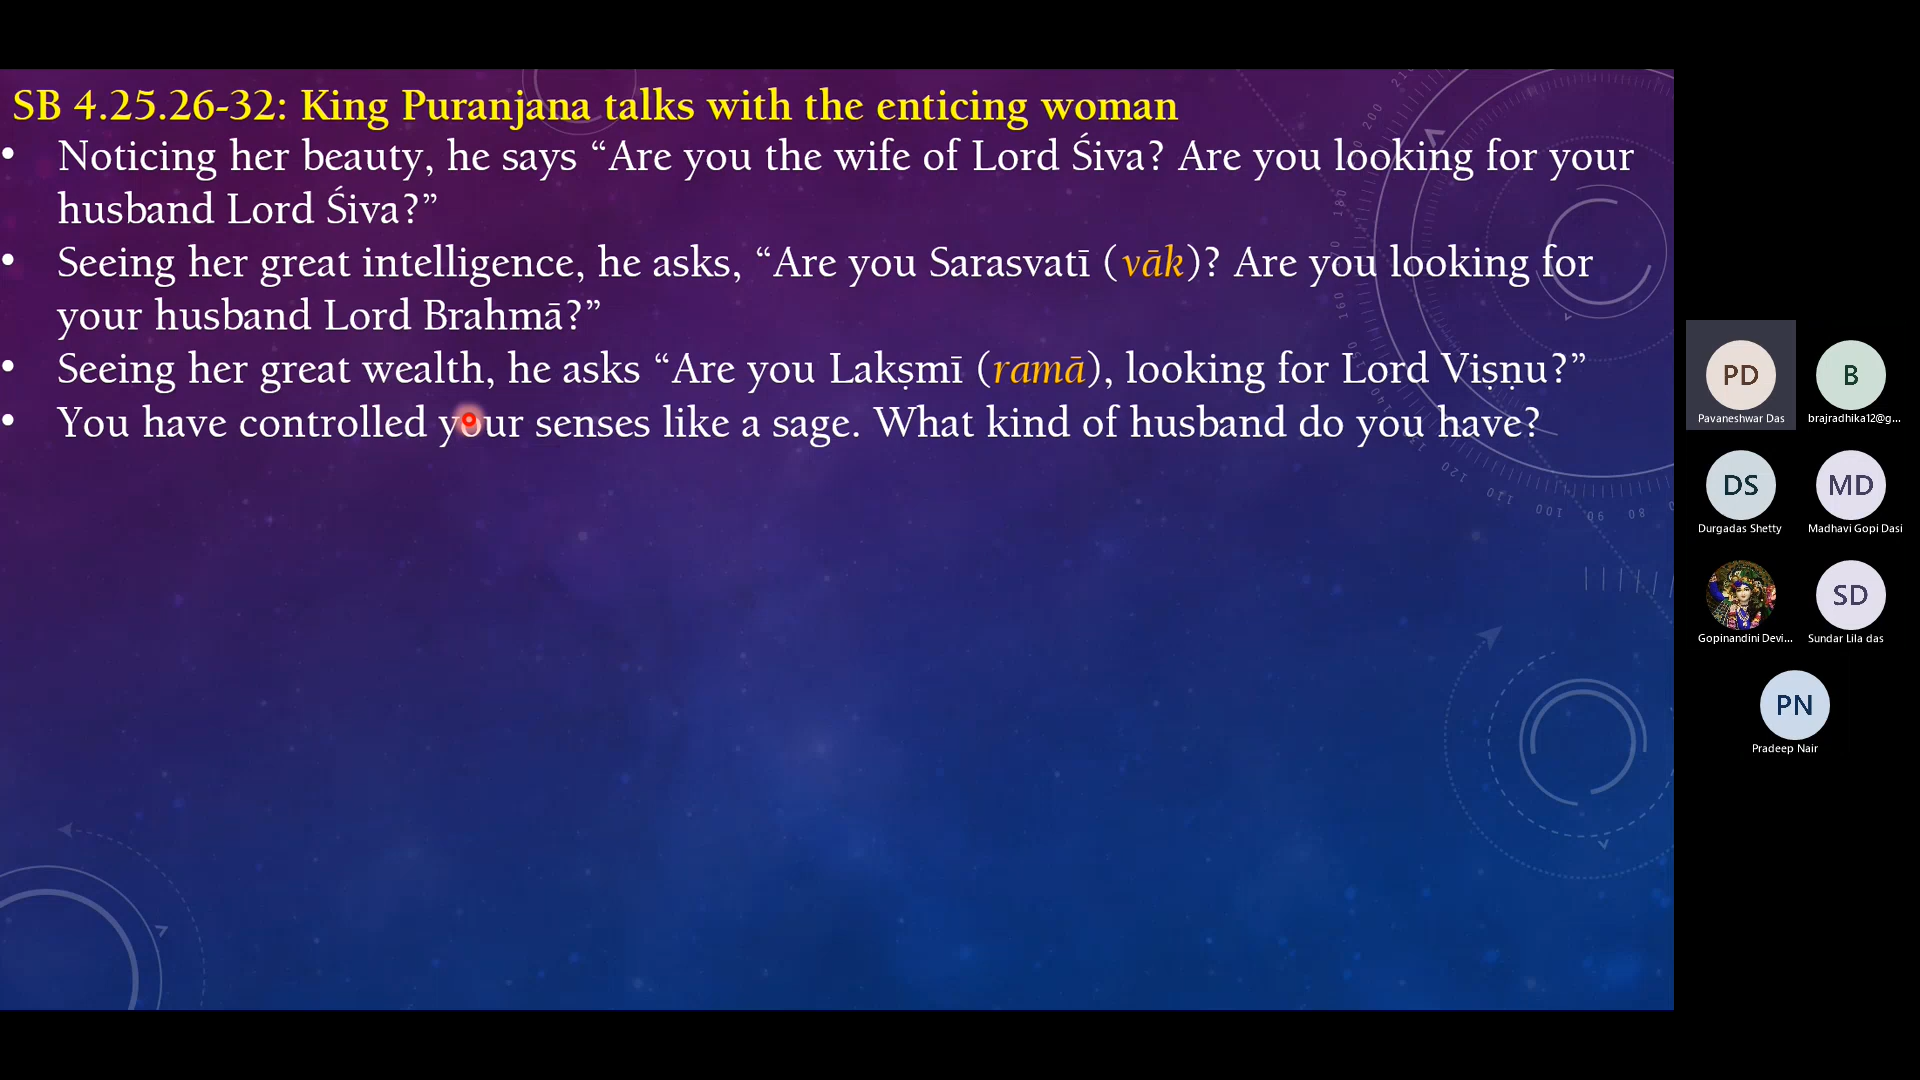 SB 4.25.26-32: King Puranjana talks with the enticing woman
• Noticing her beauty, he says “Are you the wife of Lord Śiva? Are you looking for your
husband Lord Śiva?”
• Seeing her great intelligence, he asks, “Are you Sarasvatī (vāk)? Are you looking for
your husband Lord Brahmā?”
• Seeing her great wealth, he asks “Are you Lakṣmī (ramā), looking for Lord Viṣṇu?”
• You have controlled your senses like a sage. What kind of husband do you have?
PD
Pavaneshwar Das
B
brajradhika12@g...
DS
Durgadas Shetty
MD
Madhavi Gopi Dasi
Gopinandini Devi...
SD
Sundar Lila das
PN
Pradeep Nair